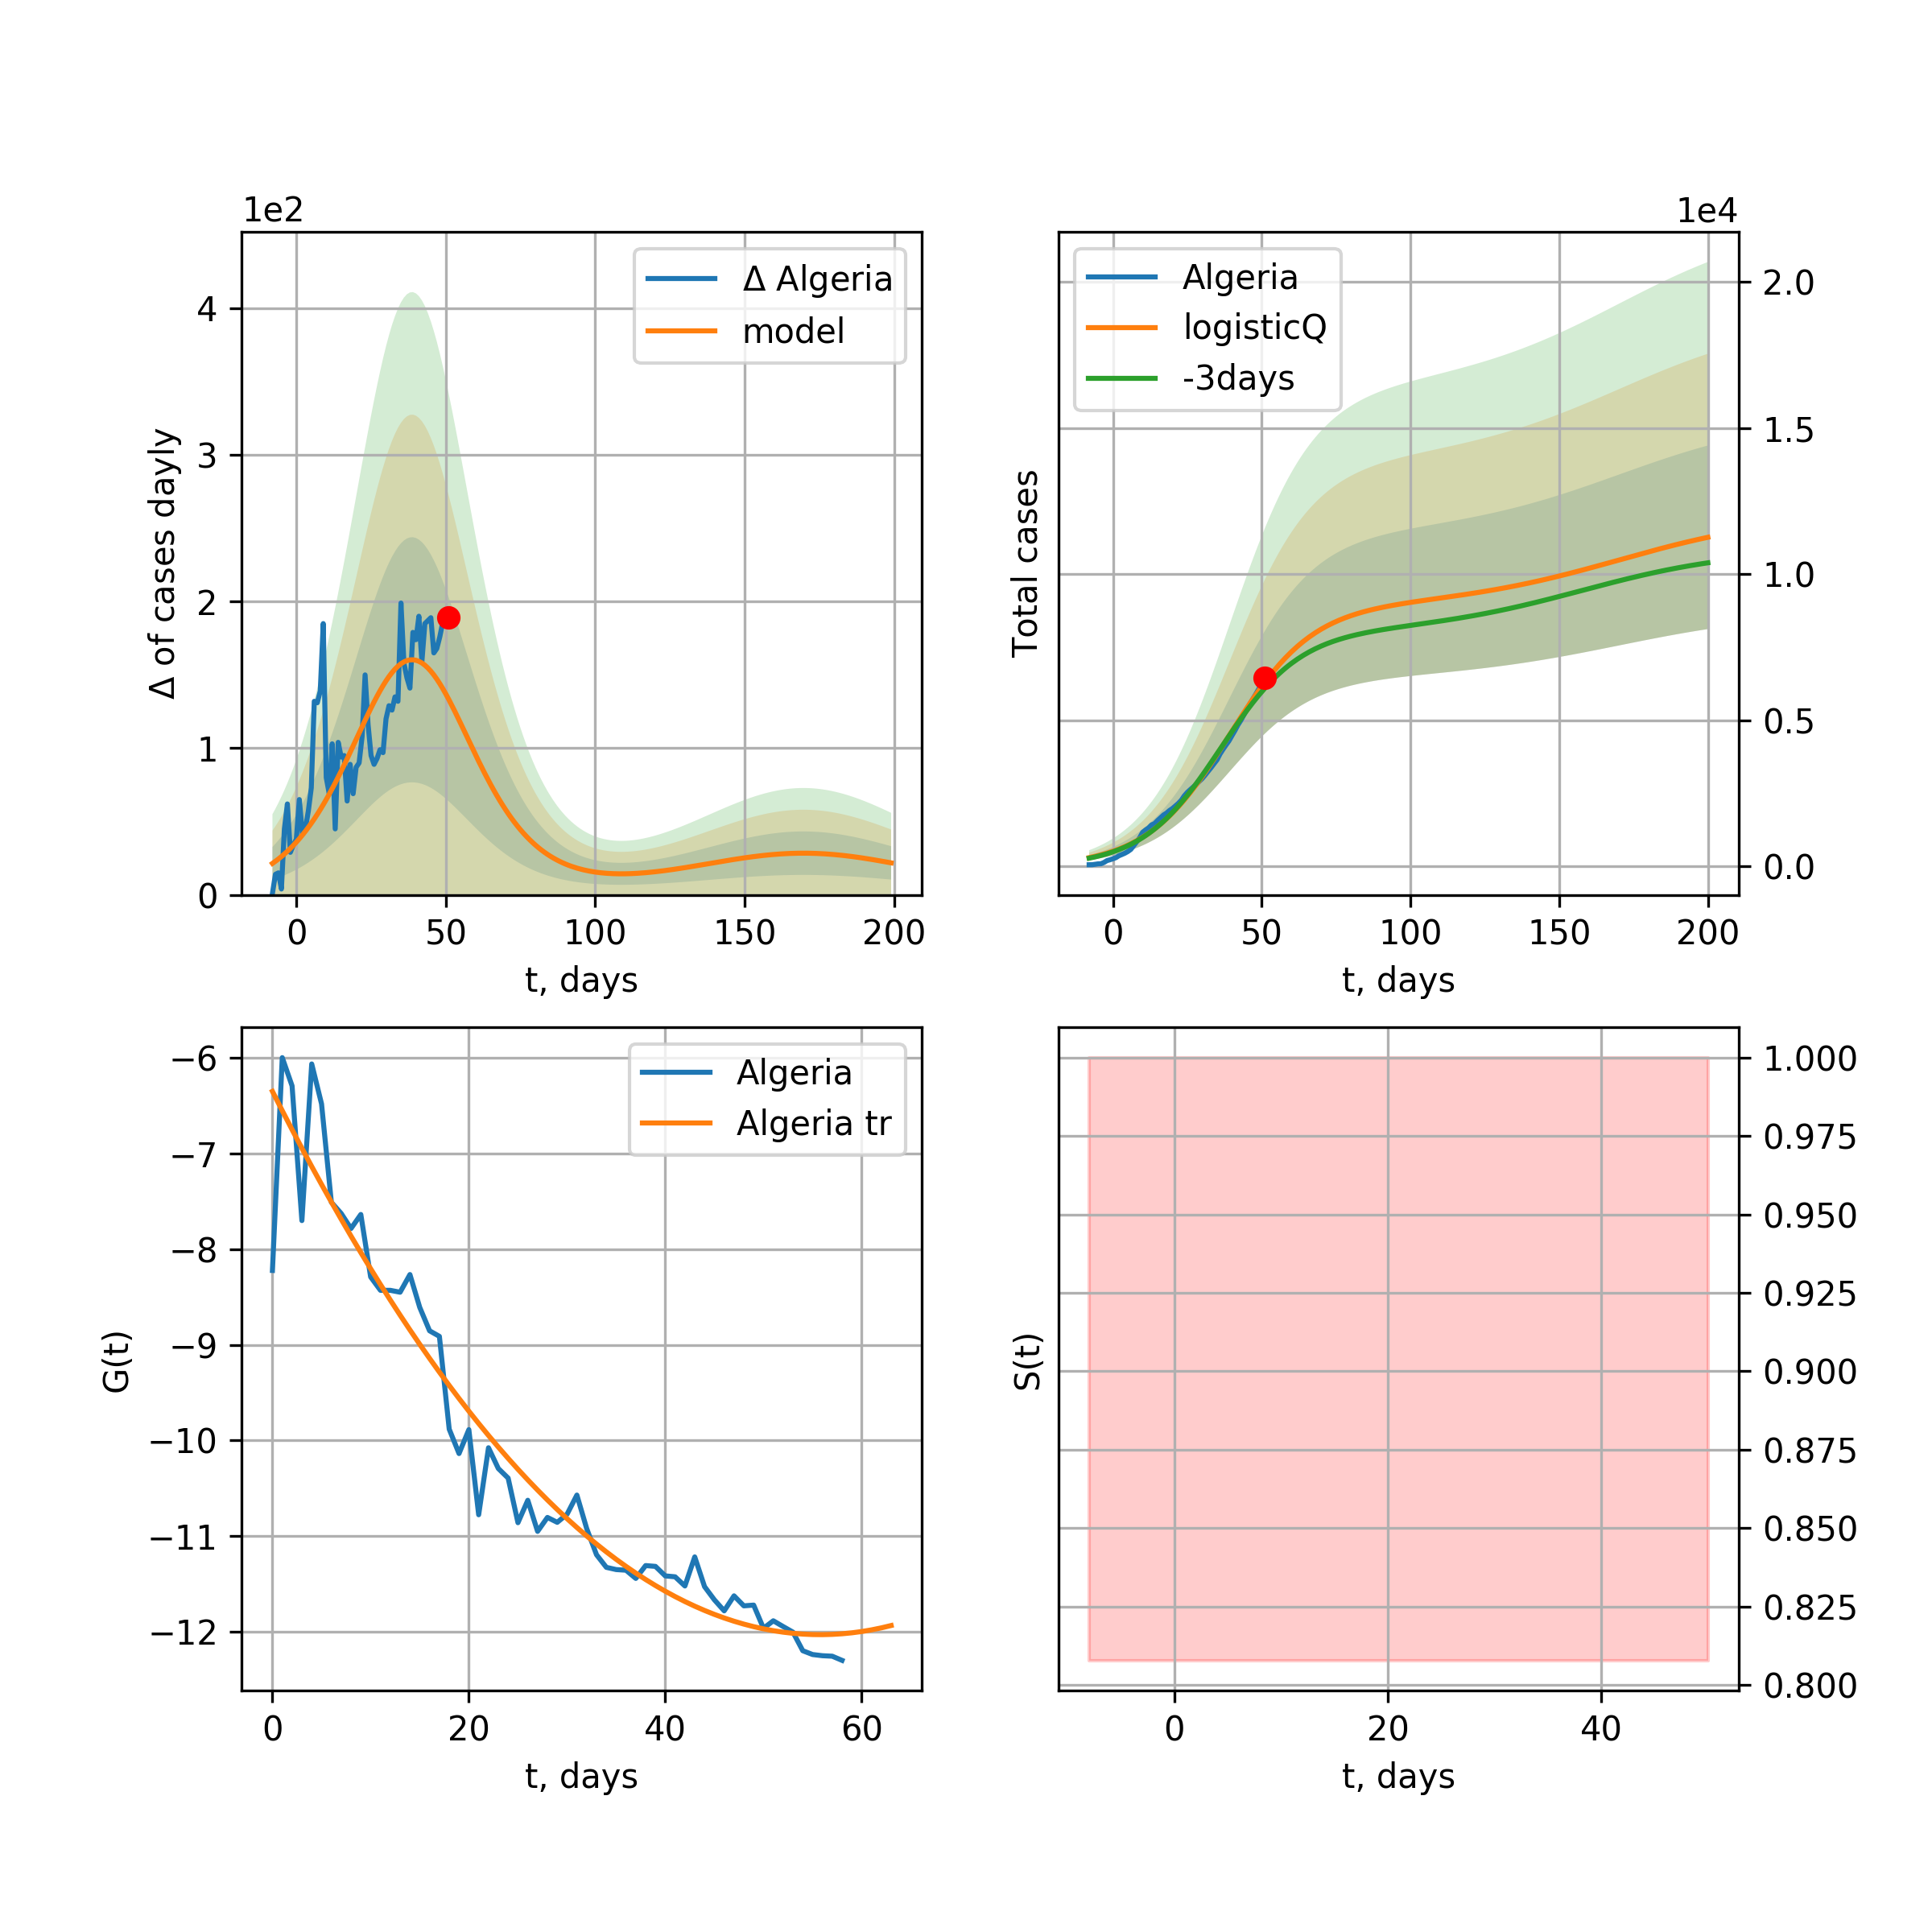 1e2
Δ of cases dayly
4
3
2
1
0
Δ Algeria
model
0 50 100 150 200
t, days
1e4
Total cases
Algeria
logisticQ
-3days
2.0
1.5
1.0
0.5
0.0
0 50 100 150 200
t, days
G(t)
−6
−7
−8
−9
−10
−11
−12
Algeria
Algeria tr
0 20 40 60
t, days
S(t)
1.000
0.975
0.950
0.925
0.900
0.875
0.850
0.825
0.800
0 20 40
t, days